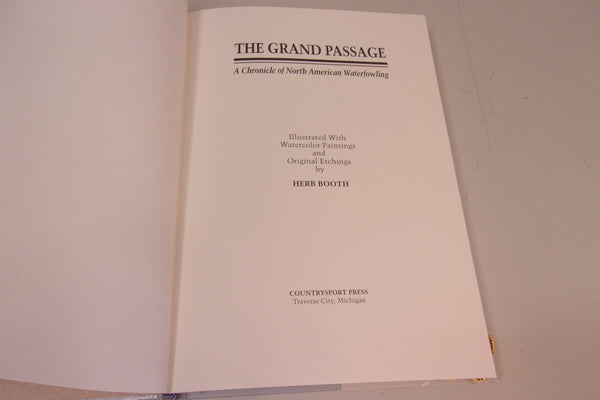 THE GRAND PASSAGE
A Chronicle of North American Waterfowling
Illustrated With
Watercolor Paintings
and
Original Etchings
by
HERB BOOTH
COUNTRYSPORT PRESS
Traverse City, Michigan